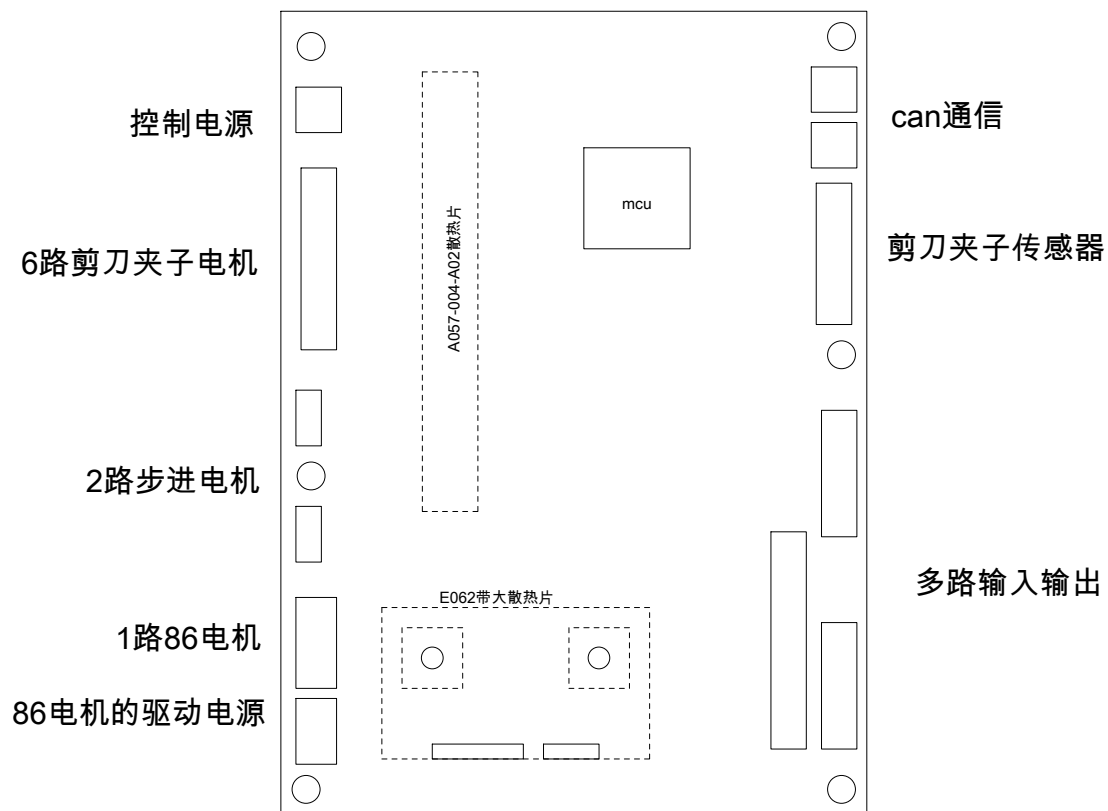 控制电源
can通信
mcu
A057-004-A02散热片
6路剪刀夹子电机
剪刀夹子传感器
2路步进电机
多路输入输出
E062带大散热片
1路86电机
86电机的驱动电源